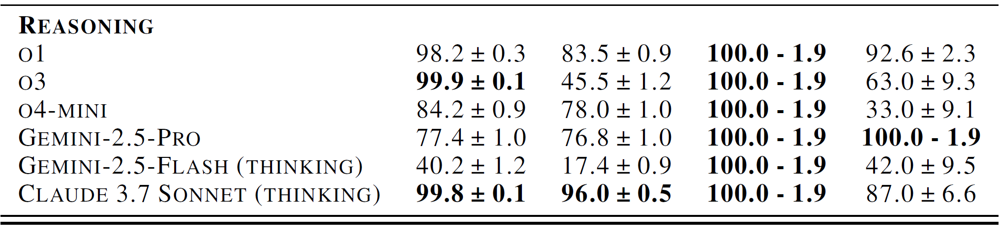 REASONING
O1 98.2 ± 0.3 83.5 ± 0.9 100.0 - 1.9 92.6 ± 2.3
O3 99.9 ± 0.1 45.5 ± 1.2 100.0 - 1.9 63.0 ± 9.3
O4-MINI 84.2 ± 0.9 78.0 ± 1.0 100.0 - 1.9 33.0 ± 9.1
GEMINI-2.5-PRO 77.4 ± 1.0 76.8 ± 1.0 100.0 - 1.9 100.0 - 1.9
GEMINI-2.5-FLASH (THINKING) 40.2 ± 1.2 17.4 ± 0.9 100.0 - 1.9 42.0 ± 9.5
CLAUDE 3.7 SONNET (THINKING) 99.8 ± 0.1 96.0 ± 0.5 100.0 - 1.9 87.0 ± 6.6